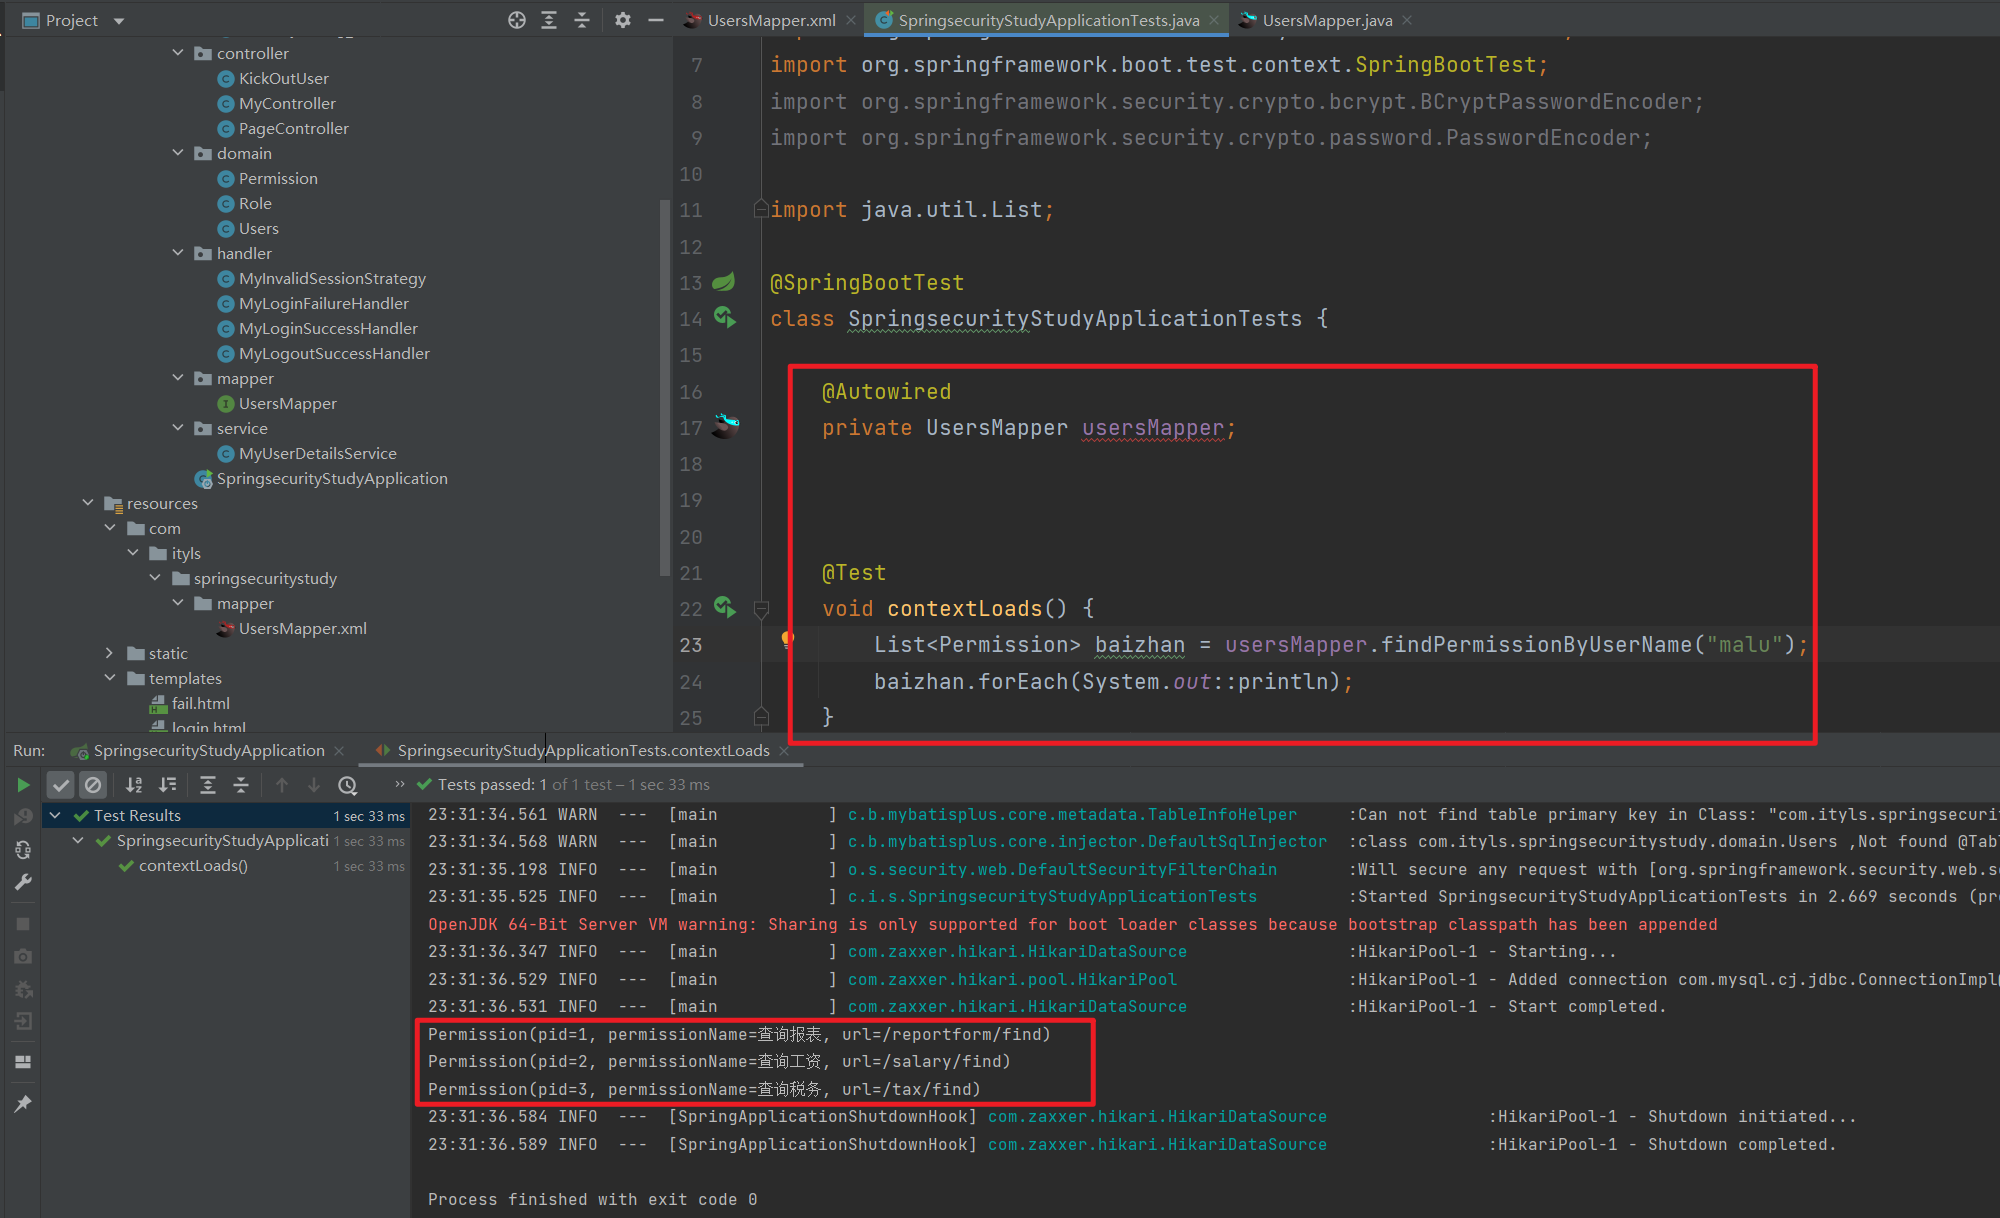 Project
UsersMapper.xml
SpringsecurityStudyApplicationTests.java
UsersMapper.java
controller
KickOutUser
MyController
PageController
domain
Permission
Role
Users
handler
MyInvalidSessionStrategy
MyLoginFailureHandler
MyLoginSuccessHandler
MyLogoutSuccessHandler
mapper
UsersMapper
service
MyUserDetailsService
SpringsecurityStudyApplication
resources
com
ityls
springsecuritystudy
mapper
UsersMapper.xml
static
templates
fail.html
login.html
7 import org.springframework.boot.test.context.SpringBootTest;
8 import org.springframework.security.crypto.bcrypt.BCryptPasswordEncoder;
9 import org.springframework.security.crypto.password.PasswordEncoder;
10
11 import java.util.List;
12
13 @SpringBootTest
14 class SpringsecurityStudyApplicationTests {
15
16 @Autowired
17 private UsersMapper usersMapper;
18
19
20
21 @Test
22 void contextLoads() {
23 List<Permission> baizhan = usersMapper.findPermissionByUserName("malu");
24 baizhan.forEach(System.out::println);
25 }
Run:
SpringsecurityStudyApplication
SpringsecurityStudyApplicationTests.contextLoads
Tests passed: 1 of 1 test – 1 sec 33 ms
Test Results 1 sec 33 ms
SpringsecurityStudyApplicati 1 sec 33 ms
contextLoads() 1 sec 33 ms
23:31:34.561 WARN --- [main ] c.b.mybatisplus.core.metadata.TableInfoHelper :Can not find table primary key in Class: "com.ityls.springsecurit
23:31:34.568 WARN --- [main ] c.b.mybatisplus.core.injector.DefaultSqlInjector :class com.ityls.springsecuritystudy.domain.Users ,Not found @Tabl
23:31:35.198 INFO --- [main ] o.s.security.web.DefaultSecurityFilterChain :Will secure any request with [org.springframework.security.web.se
23:31:35.525 INFO --- [main ] c.i.s.SpringsecurityStudyApplicationTests :Started SpringsecurityStudyApplicationTests in 2.669 seconds (pro
OpenJDK 64-Bit Server VM warning: Sharing is only supported for boot loader classes because bootstrap classpath has been appended
23:31:36.347 INFO --- [main ] com.zaxxer.hikari.HikariDataSource :HikariPool-1 - Starting...
23:31:36.529 INFO --- [main ] com.zaxxer.hikari.pool.HikariPool :HikariPool-1 - Added connection com.mysql.cj.jdbc.ConnectionImpl@
23:31:36.531 INFO --- [main ] com.zaxxer.hikari.HikariDataSource :HikariPool-1 - Start completed.
Permission(pid=1, permissionName=查询报表, url=/reportform/find)
Permission(pid=2, permissionName=查询工资, url=/salary/find)
Permission(pid=3, permissionName=查询税务, url=/tax/find)
23:31:36.584 INFO --- [SpringApplicationShutdownHook] com.zaxxer.hikari.HikariDataSource :HikariPool-1 - Shutdown initiated...
23:31:36.589 INFO --- [SpringApplicationShutdownHook] com.zaxxer.hikari.HikariDataSource :HikariPool-1 - Shutdown completed.
Process finished with exit code 0